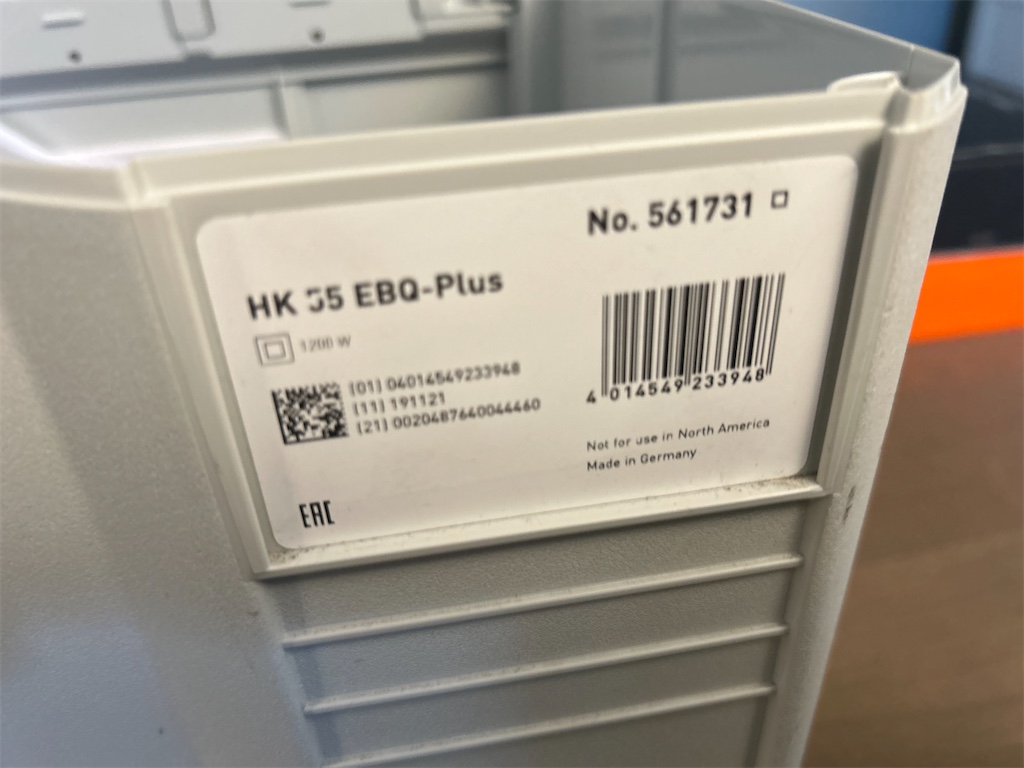 No. 561731
HK 55 EBQ-Plus
1200 W
(01) 04014549233948
(11) 191121
(21) 0020487640044460
4 014549 233948
Not for use in North America
Made in Germany
EAC